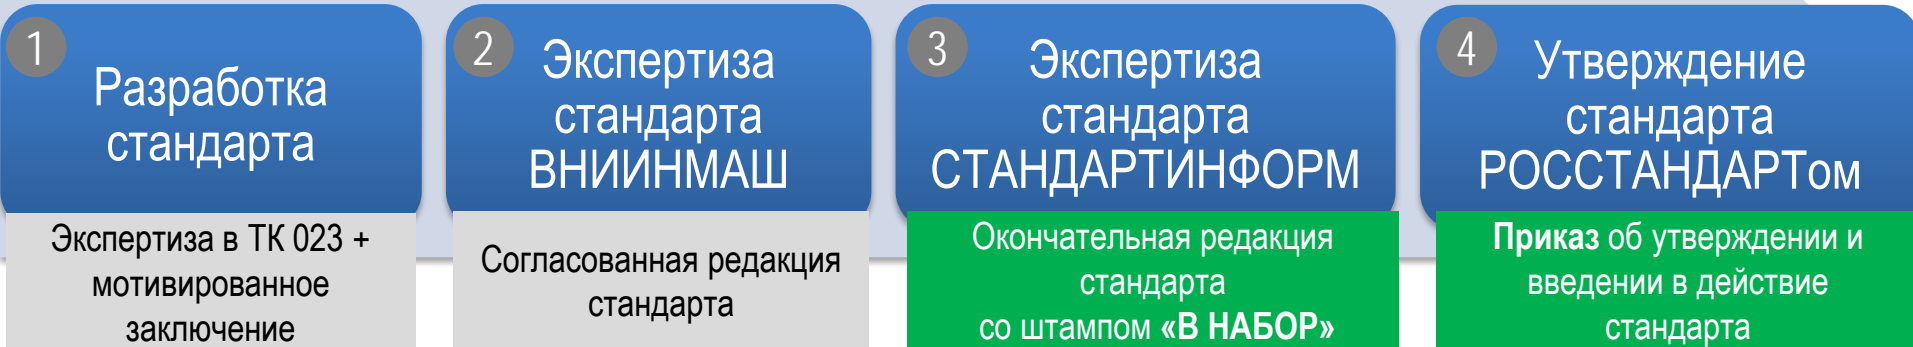 1
Разработка
стандарта
Экспертиза в ТК 023 +
мотивированное
заключение
2
Экспертиза
стандарта
ВНИИНМАШ
Согласованная редакция
стандарта
3
Экспертиза
стандарта
СТАНДАРТИНФОРМ
Окончательная редакция
стандарта
со штампом «В НАБОР»
4
Утверждение
стандарта
РОССТАНДАРТом
Приказ об утверждении и
введении в действие
стандарта